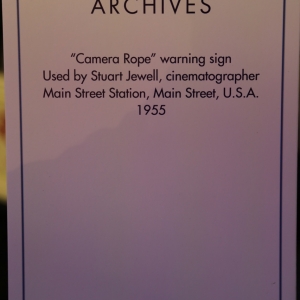 ARCHIVES
“Camera Rope” warning sign
Used by Stuart Jewell, cinematographer
Main Street Station, Main Street, U.S.A.
1955